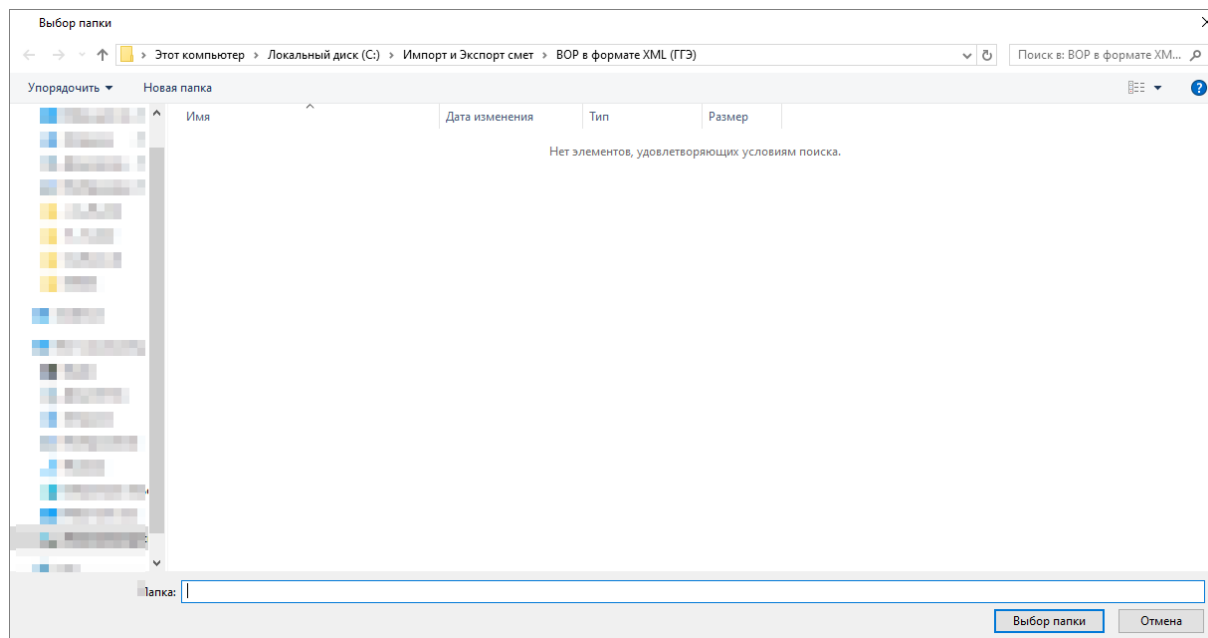 Выбор папки
Этот компьютер > Локальный диск (C:) > Импорт и Экспорт смет > ВОР в формате XML (ГГЭ)
Поиск в: ВОР в формате XM...
Упорядочить Новая папка
Имя Дата изменения Тип Размер
Нет элементов, удовлетворяющих условиям поиска.
Папка:
Выбор папки Отмена